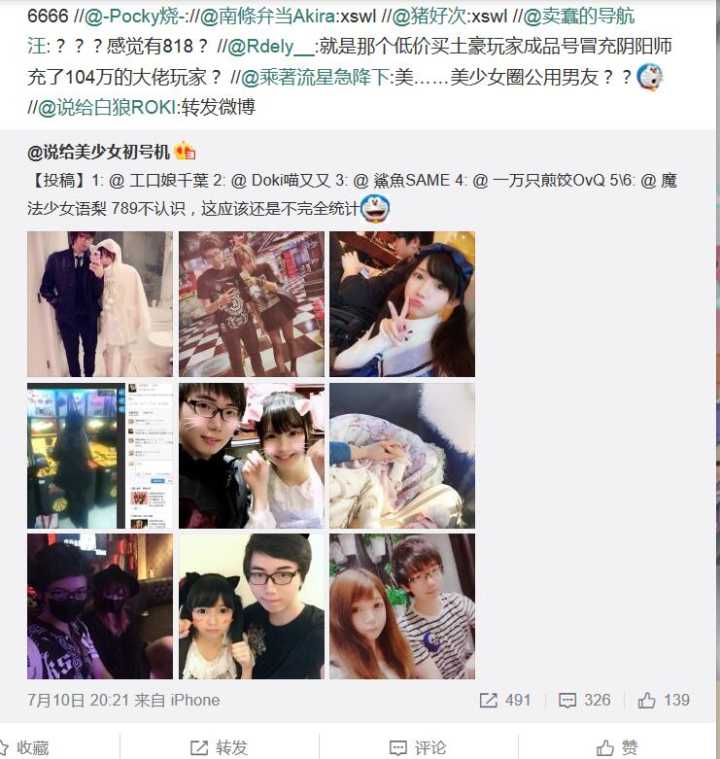 6666 //@-Pocky烧-://@南條弁当Akira:xswl //@猪好次:xswl //@卖蠢的导航
汪:？？？感觉有818？ //@Rdely__:就是那个低价买土豪玩家成品号冒充阴阳师
充了104万的大佬玩家？ //@乘著流星急降下:美……美少女圈公用男友？？
//@说给白狼ROKI:转发微博
@说给美少女初号机
【投稿】1: @ 工口娘千葉 2: @ Doki喵又又 3: @ 鯊魚SAME 4: @ 一万只煎饺OvQ 5\6: @ 魔
法少女语梨 789不认识，这应该还是不完全统计
7月10日 20:21 来自 iPhone
491
326
139
收藏
转发
评论
赞